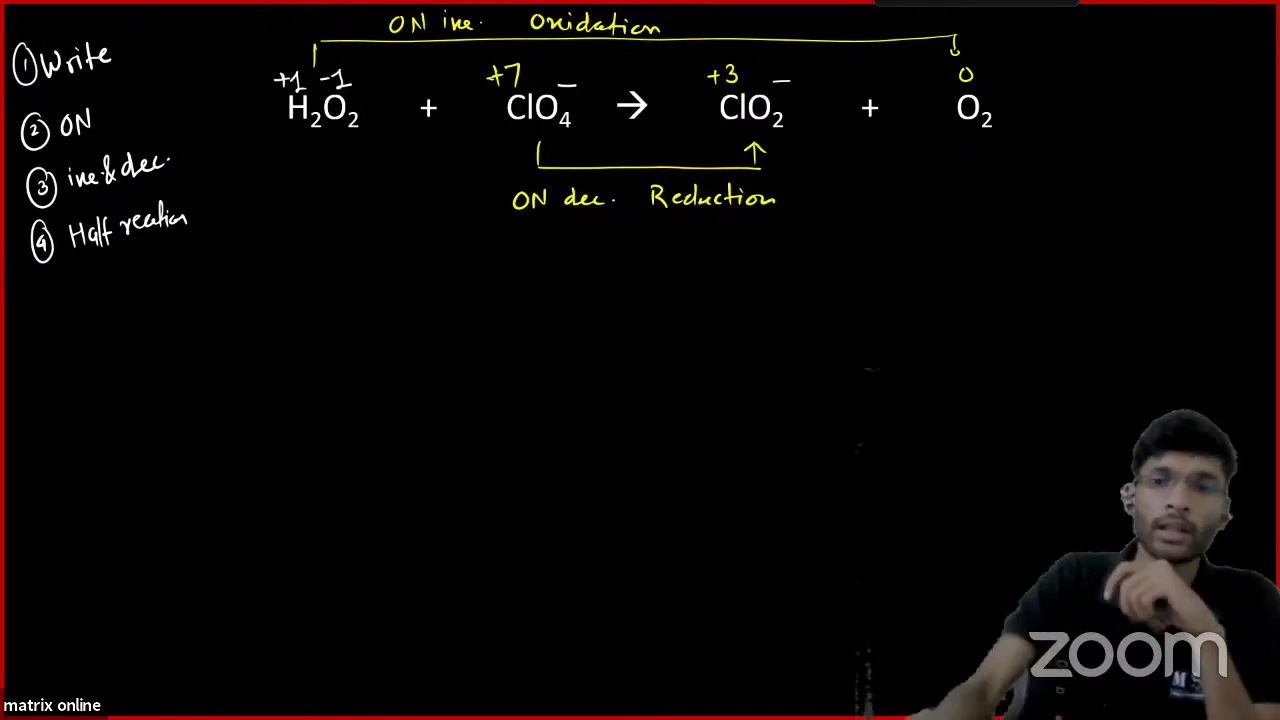 ON inc. Oxidation
① Write
+1 -1 +7 +3 0
H₂O₂ + ClO₄⁻ → ClO₂⁻ + O₂
② ON
③ inc & dec.
ON dec. Reduction
④ Half reaction
zoom
M
matrix online